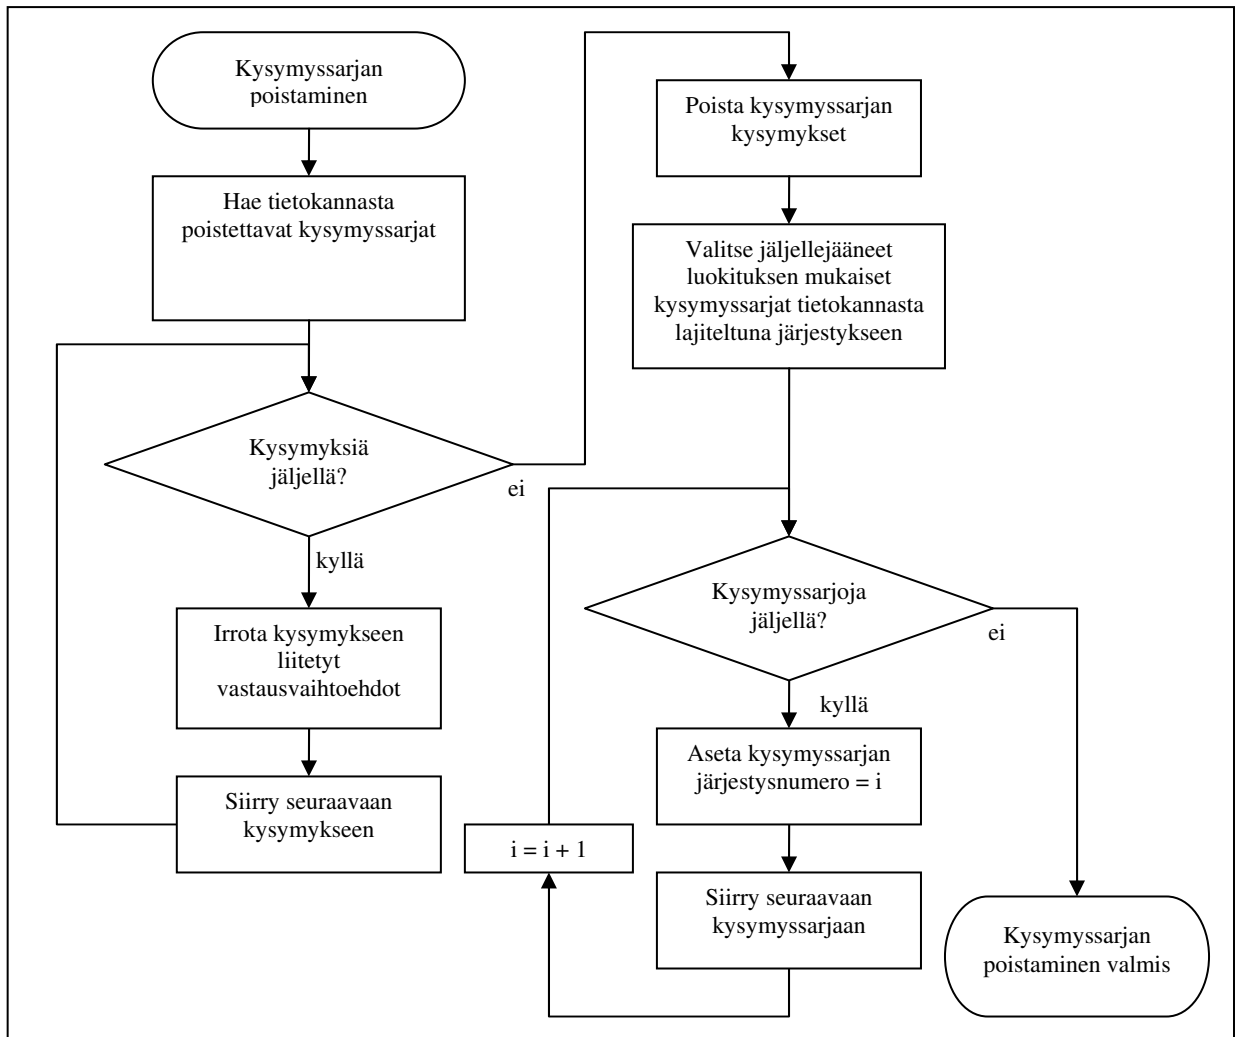 Kysymyssarjan
poistaminen
Hae tietokannasta
poistettavat kysymyssarjat
Kysymyksiä
jäljellä?
ei
kyllä
Irrota kysymykseen
liitetyt
vastausvaihtoehdot
Siirry seuraavaan
kysymykseen
Poista kysymyssarjan
kysymykset
Valitse jäljellejääneet
luokituksen mukaiset
kysymyssarjat tietokannasta
lajiteltuna järjestykseen
Kysymyssarjoja
jäljellä?
ei
kyllä
Aseta kysymyssarjan
järjestysnumero = i
Siirry seuraavaan
kysymyssarjaan
i = i + 1
Kysymyssarjan
poistaminen valmis